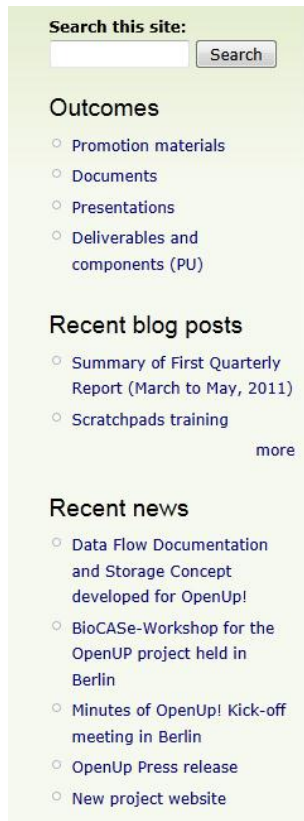 Search this site:
Search
Outcomes
Promotion materials
Documents
Presentations
Deliverables and
components (PU)
Recent blog posts
Summary of First Quarterly
Report (March to May, 2011)
Scratchpads training
more
Recent news
Data Flow Documentation
and Storage Concept
developed for OpenUp!
BioCASe-Workshop for the
OpenUP project held in
Berlin
Minutes of OpenUp! Kick-off
meeting in Berlin
OpenUp Press release
New project website